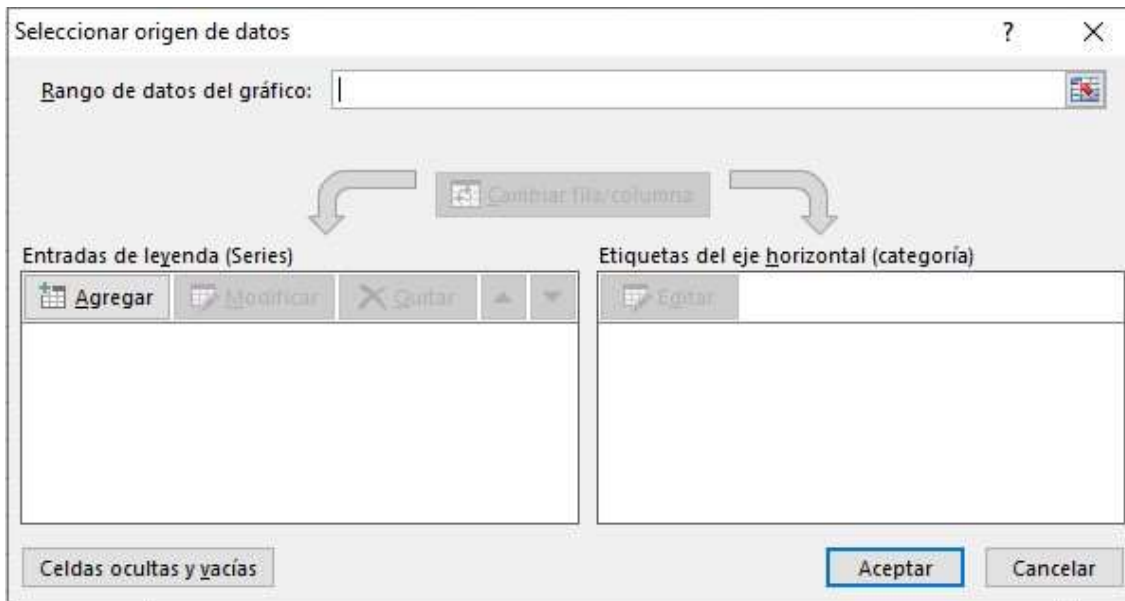 Seleccionar origen de datos ?
Rango de datos del gráfico:
Cambiar fila/columna
Entradas de leyenda (Series)
Etiquetas del eje horizontal (categoría)
Agregar Modificar Quitar
Editar
Celdas ocultas y vacías
Aceptar Cancelar